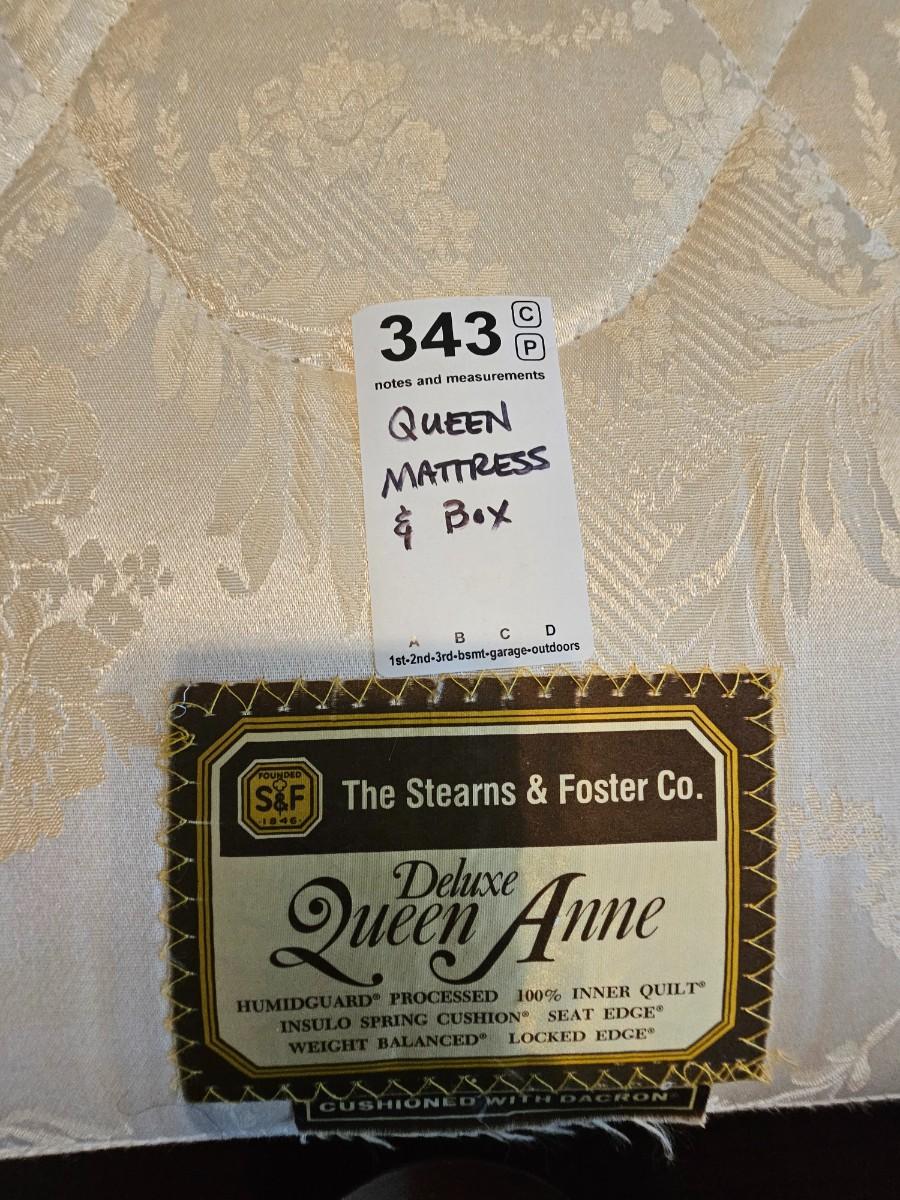 343 C
P
notes and measurements
QUEEN
MATTRESS
& BOX
A B C D
1st-2nd-3rd-bsmt-garage-outdoors
FOUNDED
S&F
·1846·
The Stearns & Foster Co.
Deluxe
Queen Anne
HUMIDGUARD® PROCESSED 100% INNER QUILT®
INSULO SPRING CUSHION® SEAT EDGE®
WEIGHT BALANCED® LOCKED EDGE®
CUSHIONED WITH DACRON®